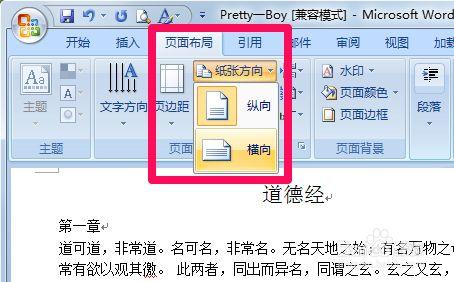 Pretty—Boy [兼容模式] - Microsoft Word
开始 插入 页面布局 引用 邮件 审阅 视图 开
主题 文字方向 页边距 纸张方向 水印 段落
纵向 页面颜色
横向 页面边框
主题 页面 页面背景
道德经
第一章
道可道，非常道。名可名，非常名。无名天地之始；有名万物之
常有欲以观其徼。 此两者，同出而异名，同谓之玄。玄之又玄，